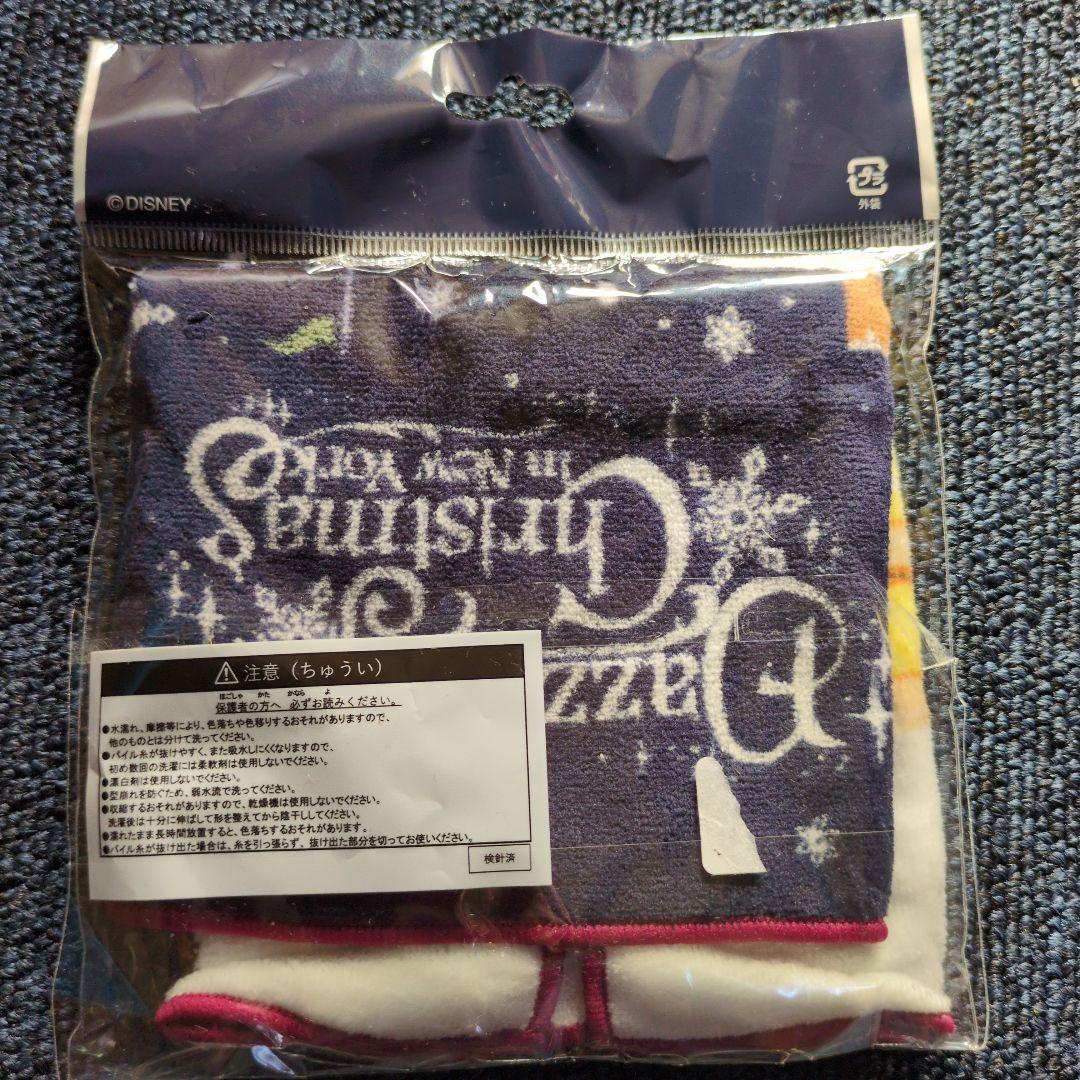 ©DISNEY
プラ
外袋
Christmas
IN NEW YORK
Jazz
注意（ちゅうい）
ほごしゃ かた かなら よ
保護者の方へ 必ずお読みください。
●水濡れ、摩擦等により、色落ちや色移りするおそれがありますので、
他のものとは分けて洗ってください。
●パイル糸が抜けやすく、また吸水しにくくなりますので、
初め数回の洗濯には柔軟剤は使用しないでください。
●漂白剤は使用しないでください。
●型崩れを防ぐため、弱水流で洗ってください。
●収縮するおそれがありますので、乾燥機は使用しないでください。
洗濯後は十分に伸ばして形を整えてから陰干ししてください。
●濡れたまま長時間放置すると、色落ちするおそれがあります。
●パイル糸が抜け出た場合は、糸を引っ張らず、抜け出た部分を切ってお使いください。
検針済